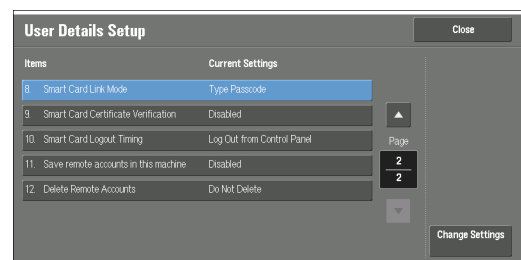 User Details Setup
Close
Items Current Settings
8. Smart Card Link Mode Type Passcode
9. Smart Card Certificate Verification Disabled
10. Smart Card Logout Timing Log Out from Control Panel
11. Save remote accounts in this machine Disabled
12. Delete Remote Accounts Do Not Delete
Page
2
2
Change Settings